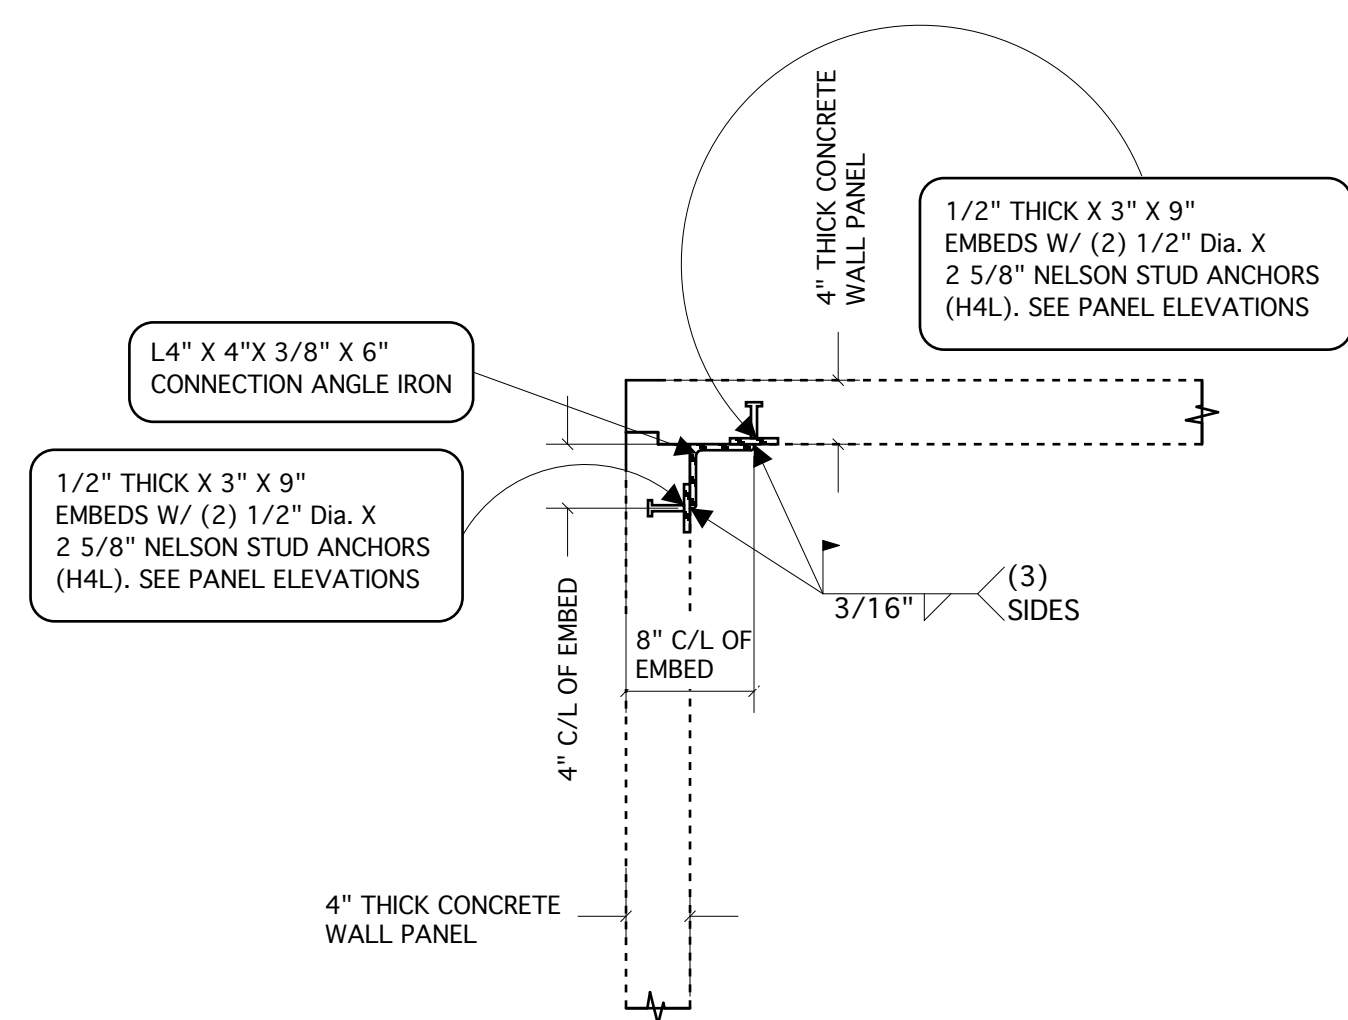 4" THICK CONCRETE
WALL PANEL
1/2" THICK X 3" X 9"
EMBEDS W/ (2) 1/2" Dia. X
2 5/8" NELSON STUD ANCHORS
(H4L). SEE PANEL ELEVATIONS
L4" X 4"X 3/8" X 6"
CONNECTION ANGLE IRON
1/2" THICK X 3" X 9"
EMBEDS W/ (2) 1/2" Dia. X
2 5/8" NELSON STUD ANCHORS
(H4L). SEE PANEL ELEVATIONS
3/16"
(3)
SIDES
8" C/L OF
EMBED
4" C/L OF EMBED
4" THICK CONCRETE
WALL PANEL